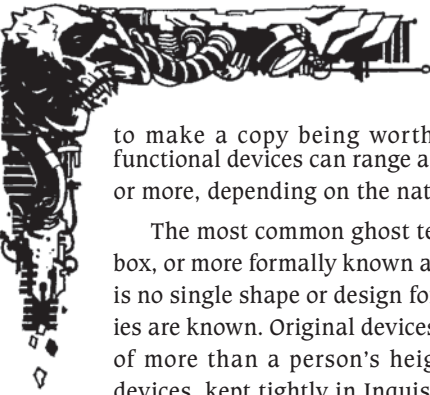 to make a copy being worth
functional devices can range a
or more, depending on the nat
The most common ghost te
box, or more formally known a
is no single shape or design for
ies are known. Original devices
of more than a person's heig
devices, kept tightly in Inquis